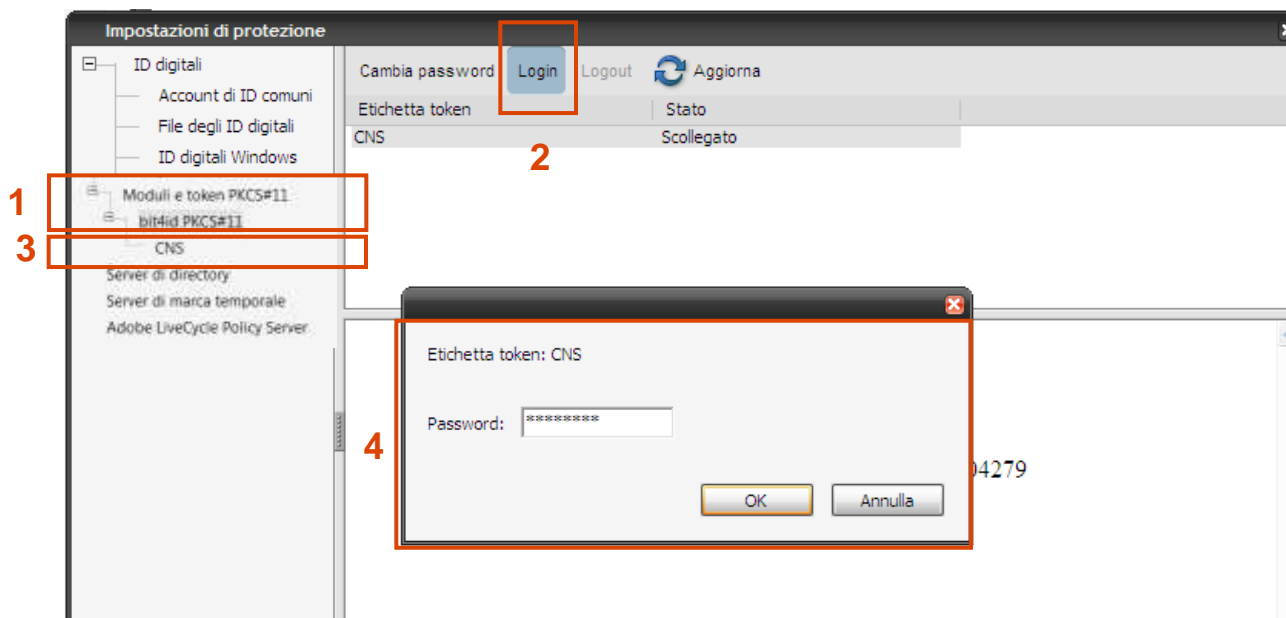 Impostazioni di protezione
ID digitali
Account di ID comuni
File degli ID digitali
ID digitali Windows
1
Moduli e token PKCS#11
bit4id PKCS#11
3
CNS
Server di directory
Server di marca temporale
Adobe LiveCycle Policy Server
Cambia password Login Logout Aggiorna
Etichetta token Stato
CNS Scollegato
2
Etichetta token: CNS
Password: ********
4
OK Annulla
04279